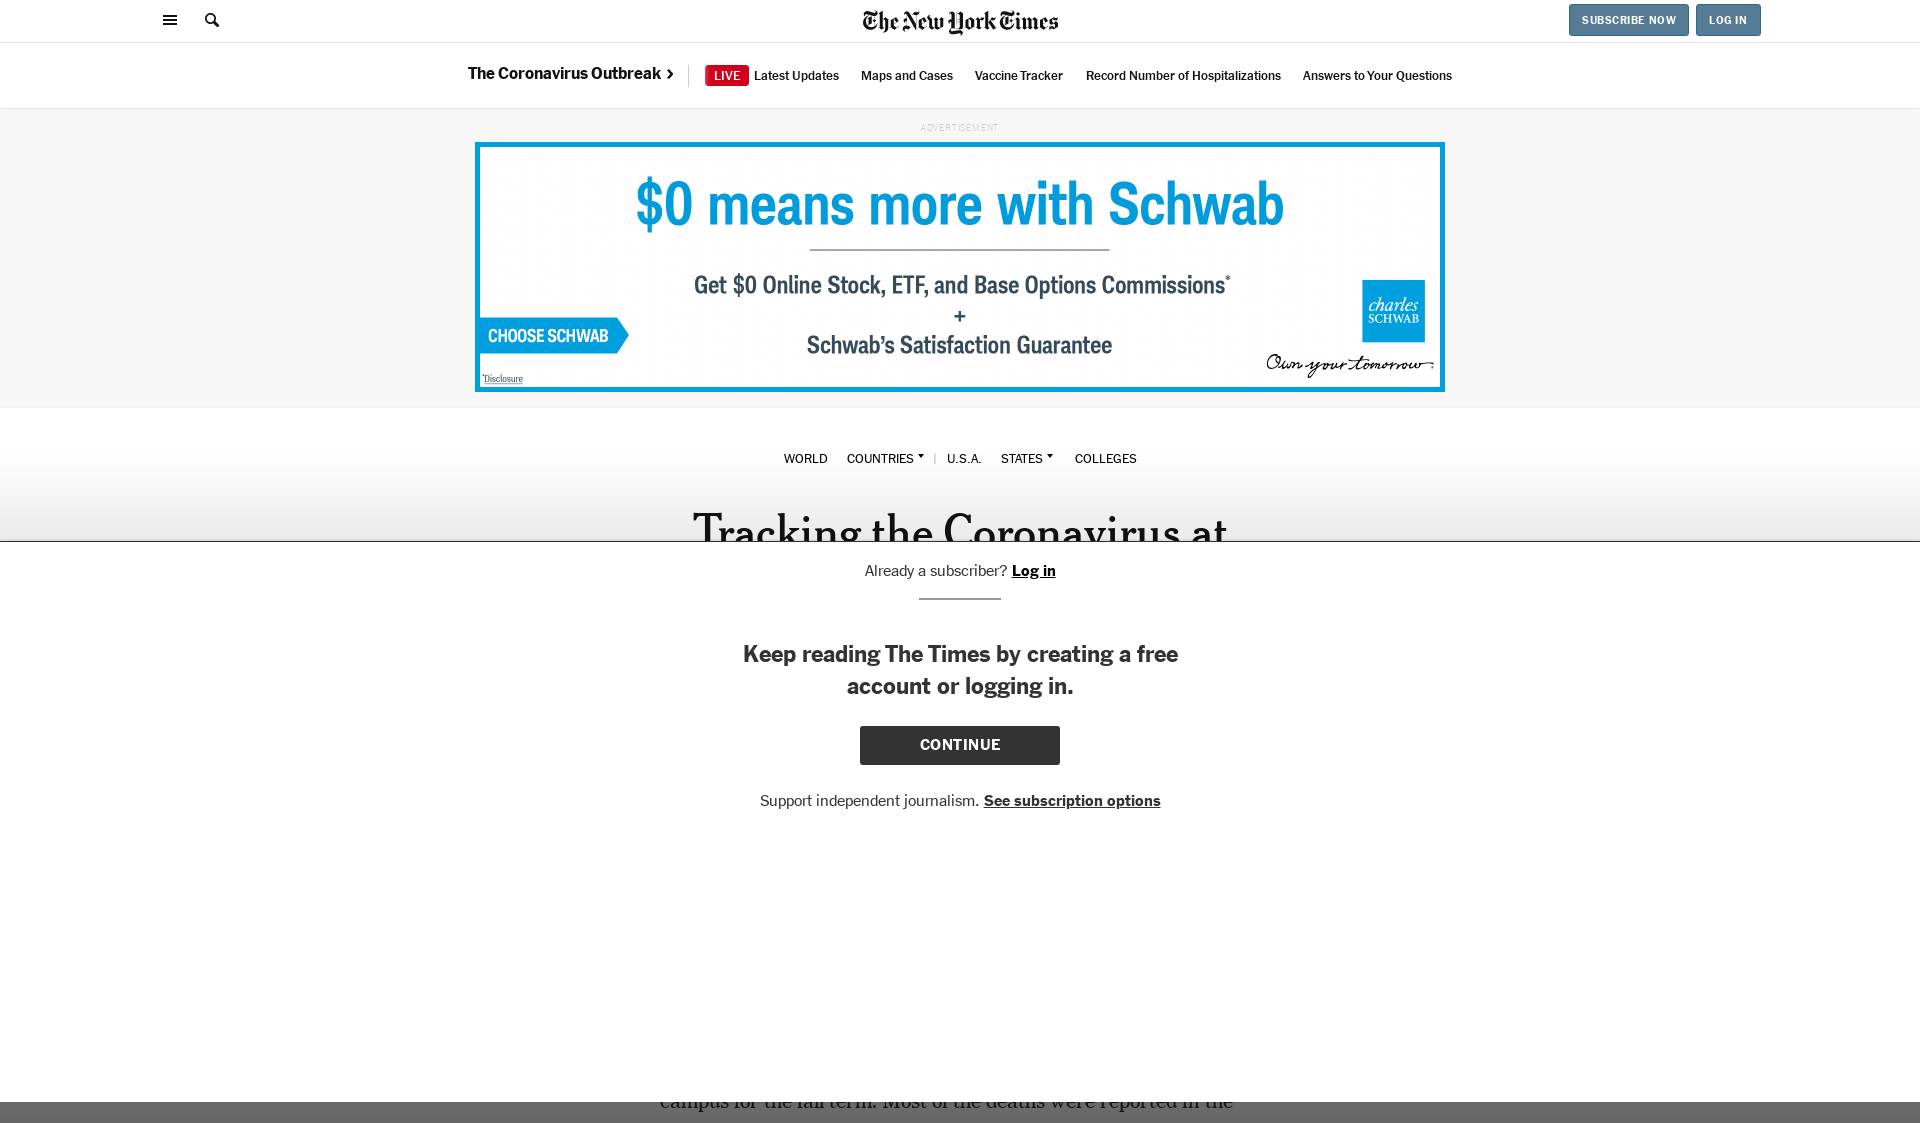 The New York Times
SUBSCRIBE NOW
LOG IN
The Coronavirus Outbreak
LIVE Latest Updates
Maps and Cases
Vaccine Tracker
Record Number of Hospitalizations
Answers to Your Questions
ADVERTISEMENT
$0 means more with Schwab
Get $0 Online Stock, ETF, and Base Options Commissions*
+
Schwab's Satisfaction Guarantee
CHOOSE SCHWAB
charles
SCHWAB
Own your tomorrow
*Disclosure
WORLD COUNTRIES | U.S.A. STATES COLLEGES
Tracking the Coronavirus at
Already a subscriber? Log in
Keep reading The Times by creating a free
account or logging in.
CONTINUE
Support independent journalism. See subscription options
campus for the fall term. Most of the deaths were reported in the